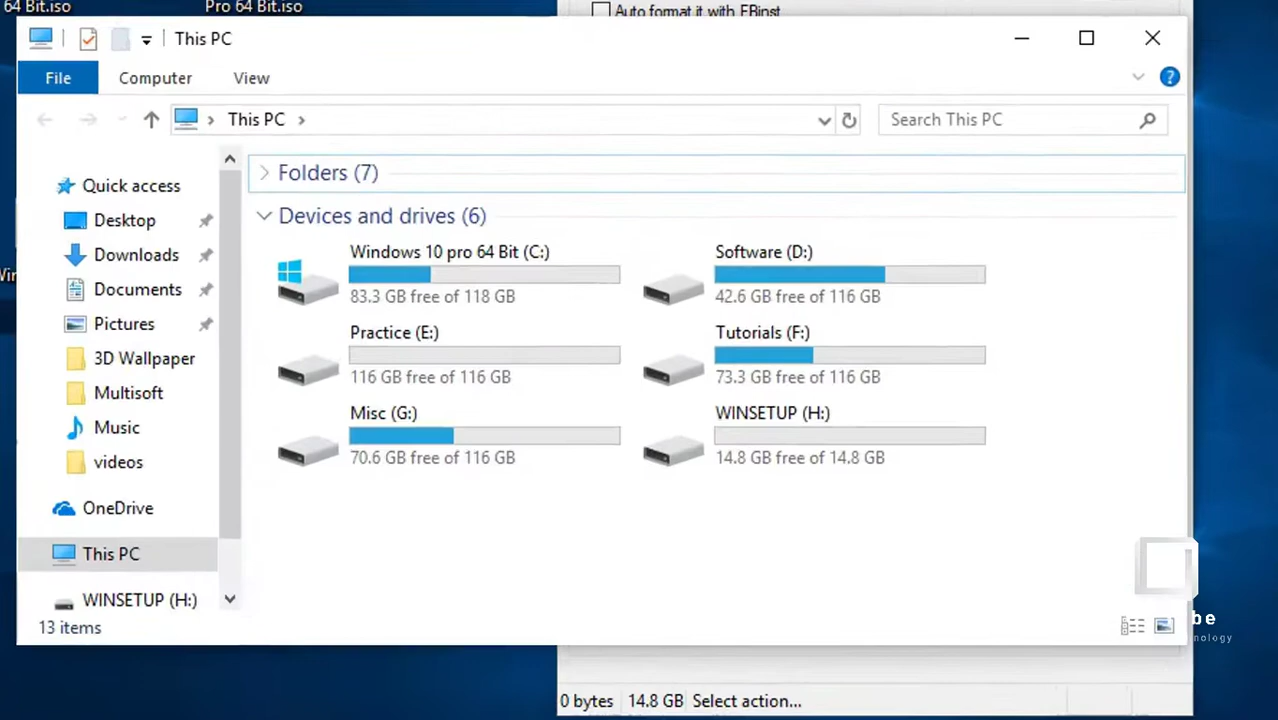 64 Bit.iso
Pro 64 Bit.iso
Auto format it with FBinst
This PC
File
Computer
View
This PC
Search This PC
Quick access
Desktop
Downloads
Documents
Pictures
3D Wallpaper
Multisoft
Music
videos
OneDrive
This PC
WINSETUP (H:)
13 items
Folders (7)
Devices and drives (6)
Windows 10 pro 64 Bit (C:)
83.3 GB free of 118 GB
Software (D:)
42.6 GB free of 116 GB
Practice (E:)
116 GB free of 116 GB
Tutorials (F:)
73.3 GB free of 116 GB
Misc (G:)
70.6 GB free of 116 GB
WINSETUP (H:)
14.8 GB free of 14.8 GB
be
nology
0 bytes
14.8 GB
Select action...